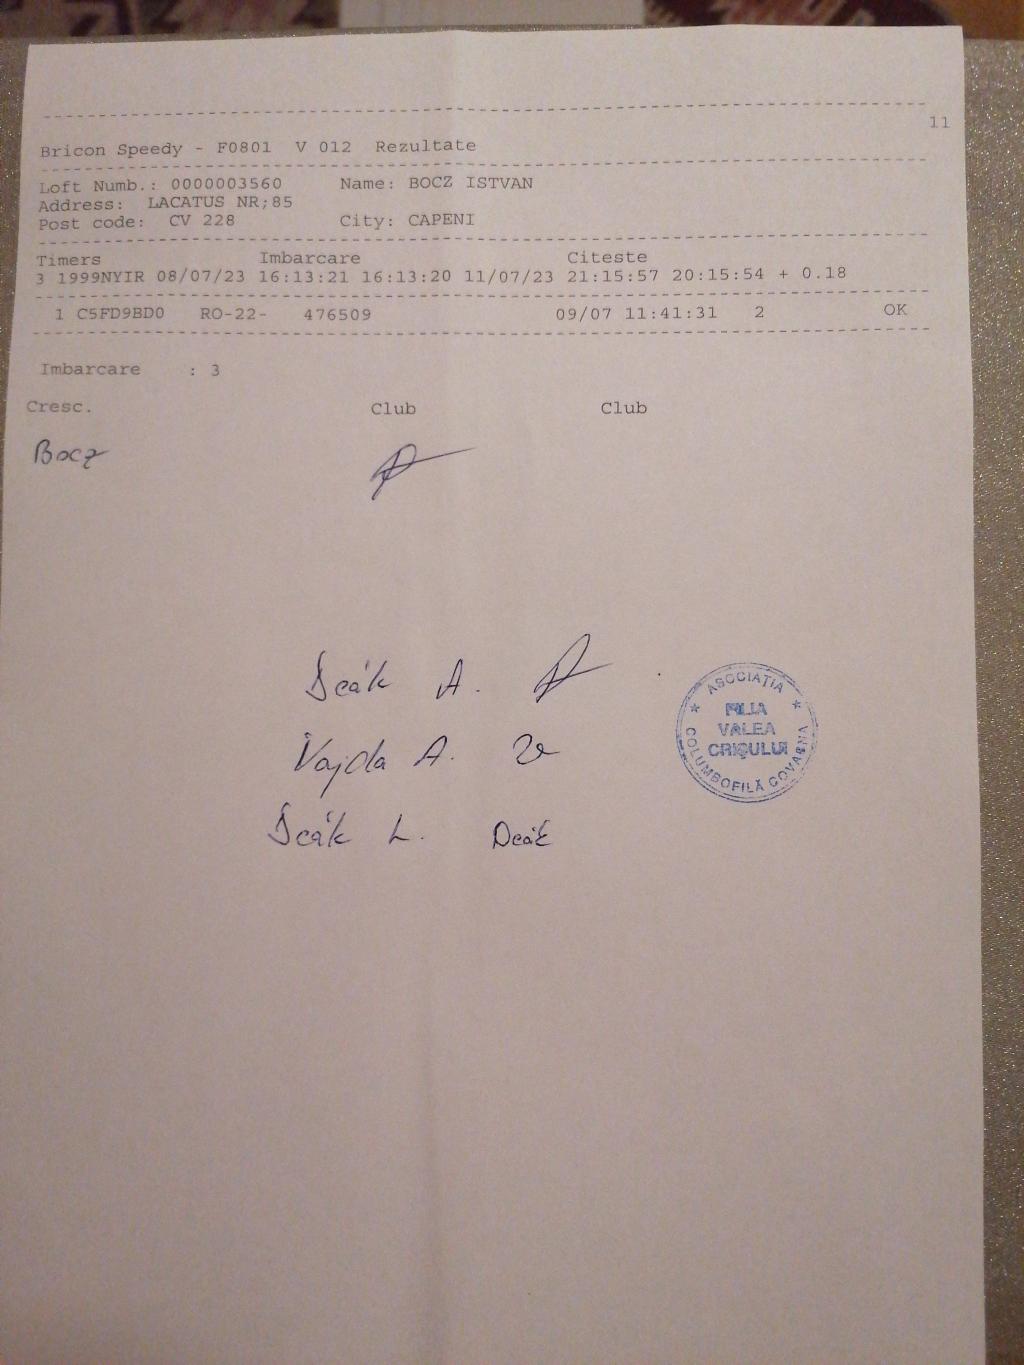 11
Bricon Speedy - F0801 V 012 Rezultate
Loft Numb.: 0000003560 Name: BOCZ ISTVAN
Address: LACATUS NR;85
Post code: CV 228 City: CAPENI
Timers Imbarcare Citeste
3 1999NYIR 08/07/23 16:13:21 16:13:20 11/07/23 21:15:57 20:15:54 + 0.18
1 C5FD9BD0 RO-22- 476509 09/07 11:41:31 2 OK
Imbarcare : 3
Cresc. Club Club
Bocz
Deák A.
Vajda A.
Deák L. Deák
ASOCIAŢIA
FILIA
VALEA
CRIŞULUI
COLUMBOFILĂ COVASNA